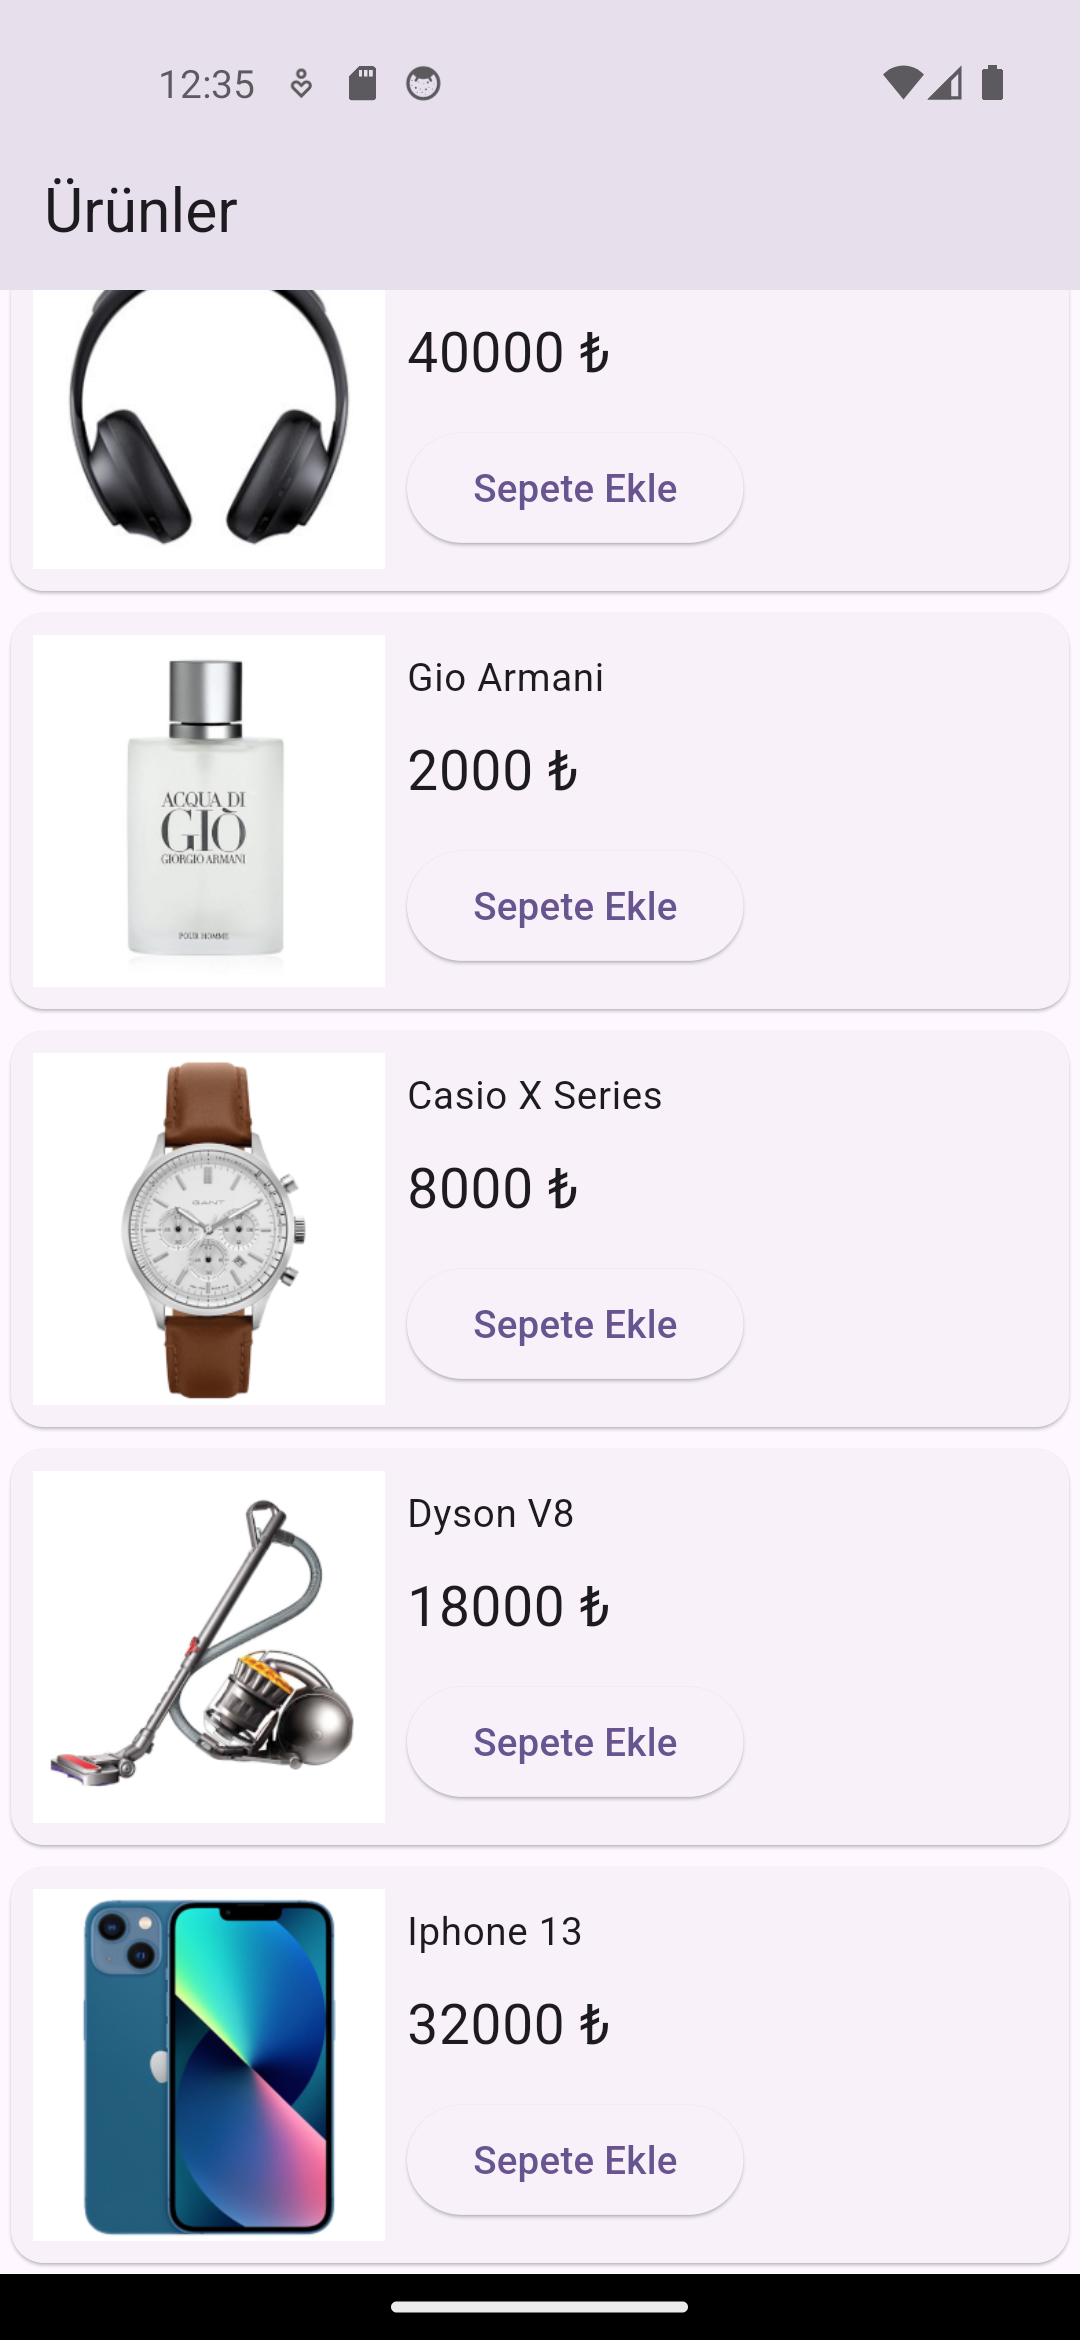 12:35
Ürünler
40000 ₺
Sepete Ekle
Gio Armani
2000 ₺
ACQUA DI
GIÒ
GIORGIO ARMANI
POUR HOMME
Sepete Ekle
Casio X Series
8000 ₺
GANT
Sepete Ekle
Dyson V8
18000 ₺
Sepete Ekle
Iphone 13
32000 ₺
Sepete Ekle